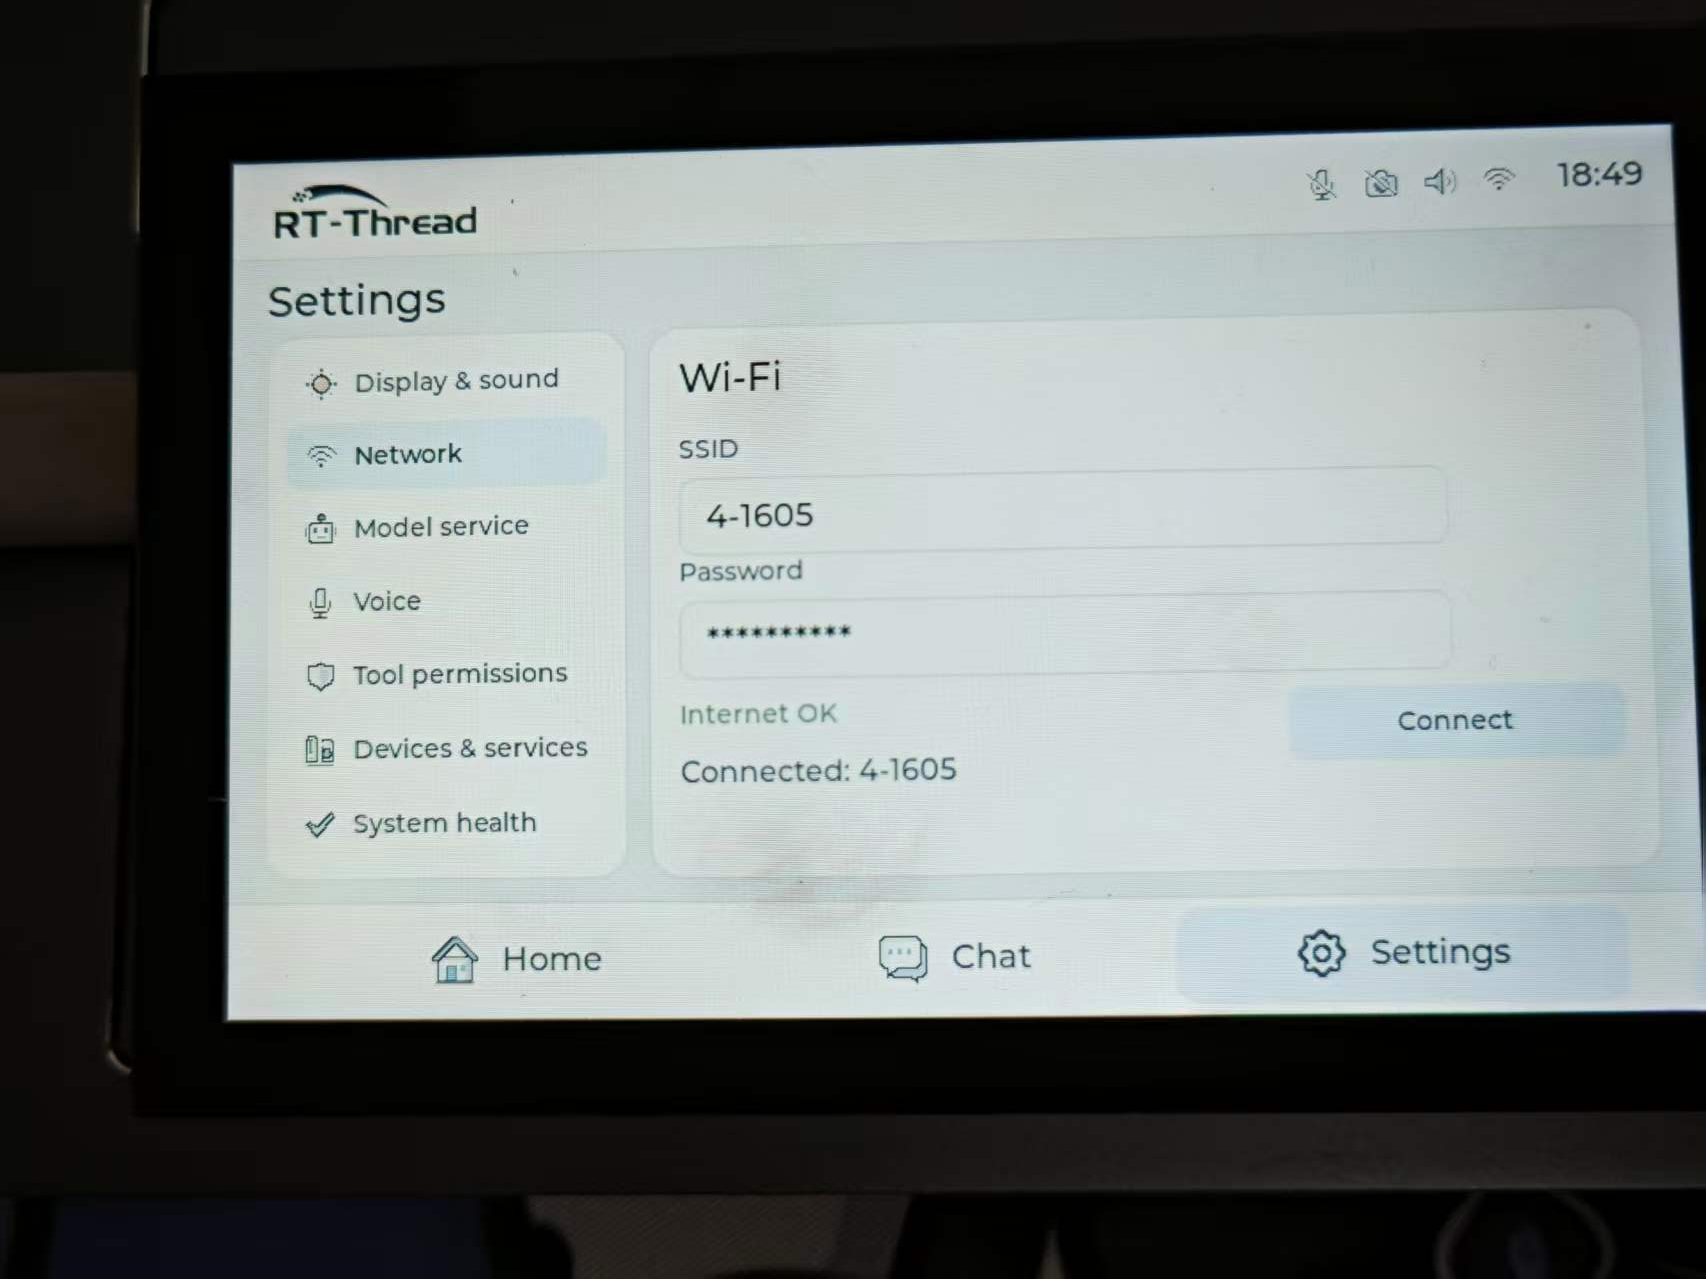 RT-Thread
18:49
Settings
Display & sound
Network
Model service
Voice
Tool permissions
Devices & services
System health
Wi-Fi
SSID
4-1605
Password
**********
Internet OK
Connect
Connected: 4-1605
Home
Chat
Settings